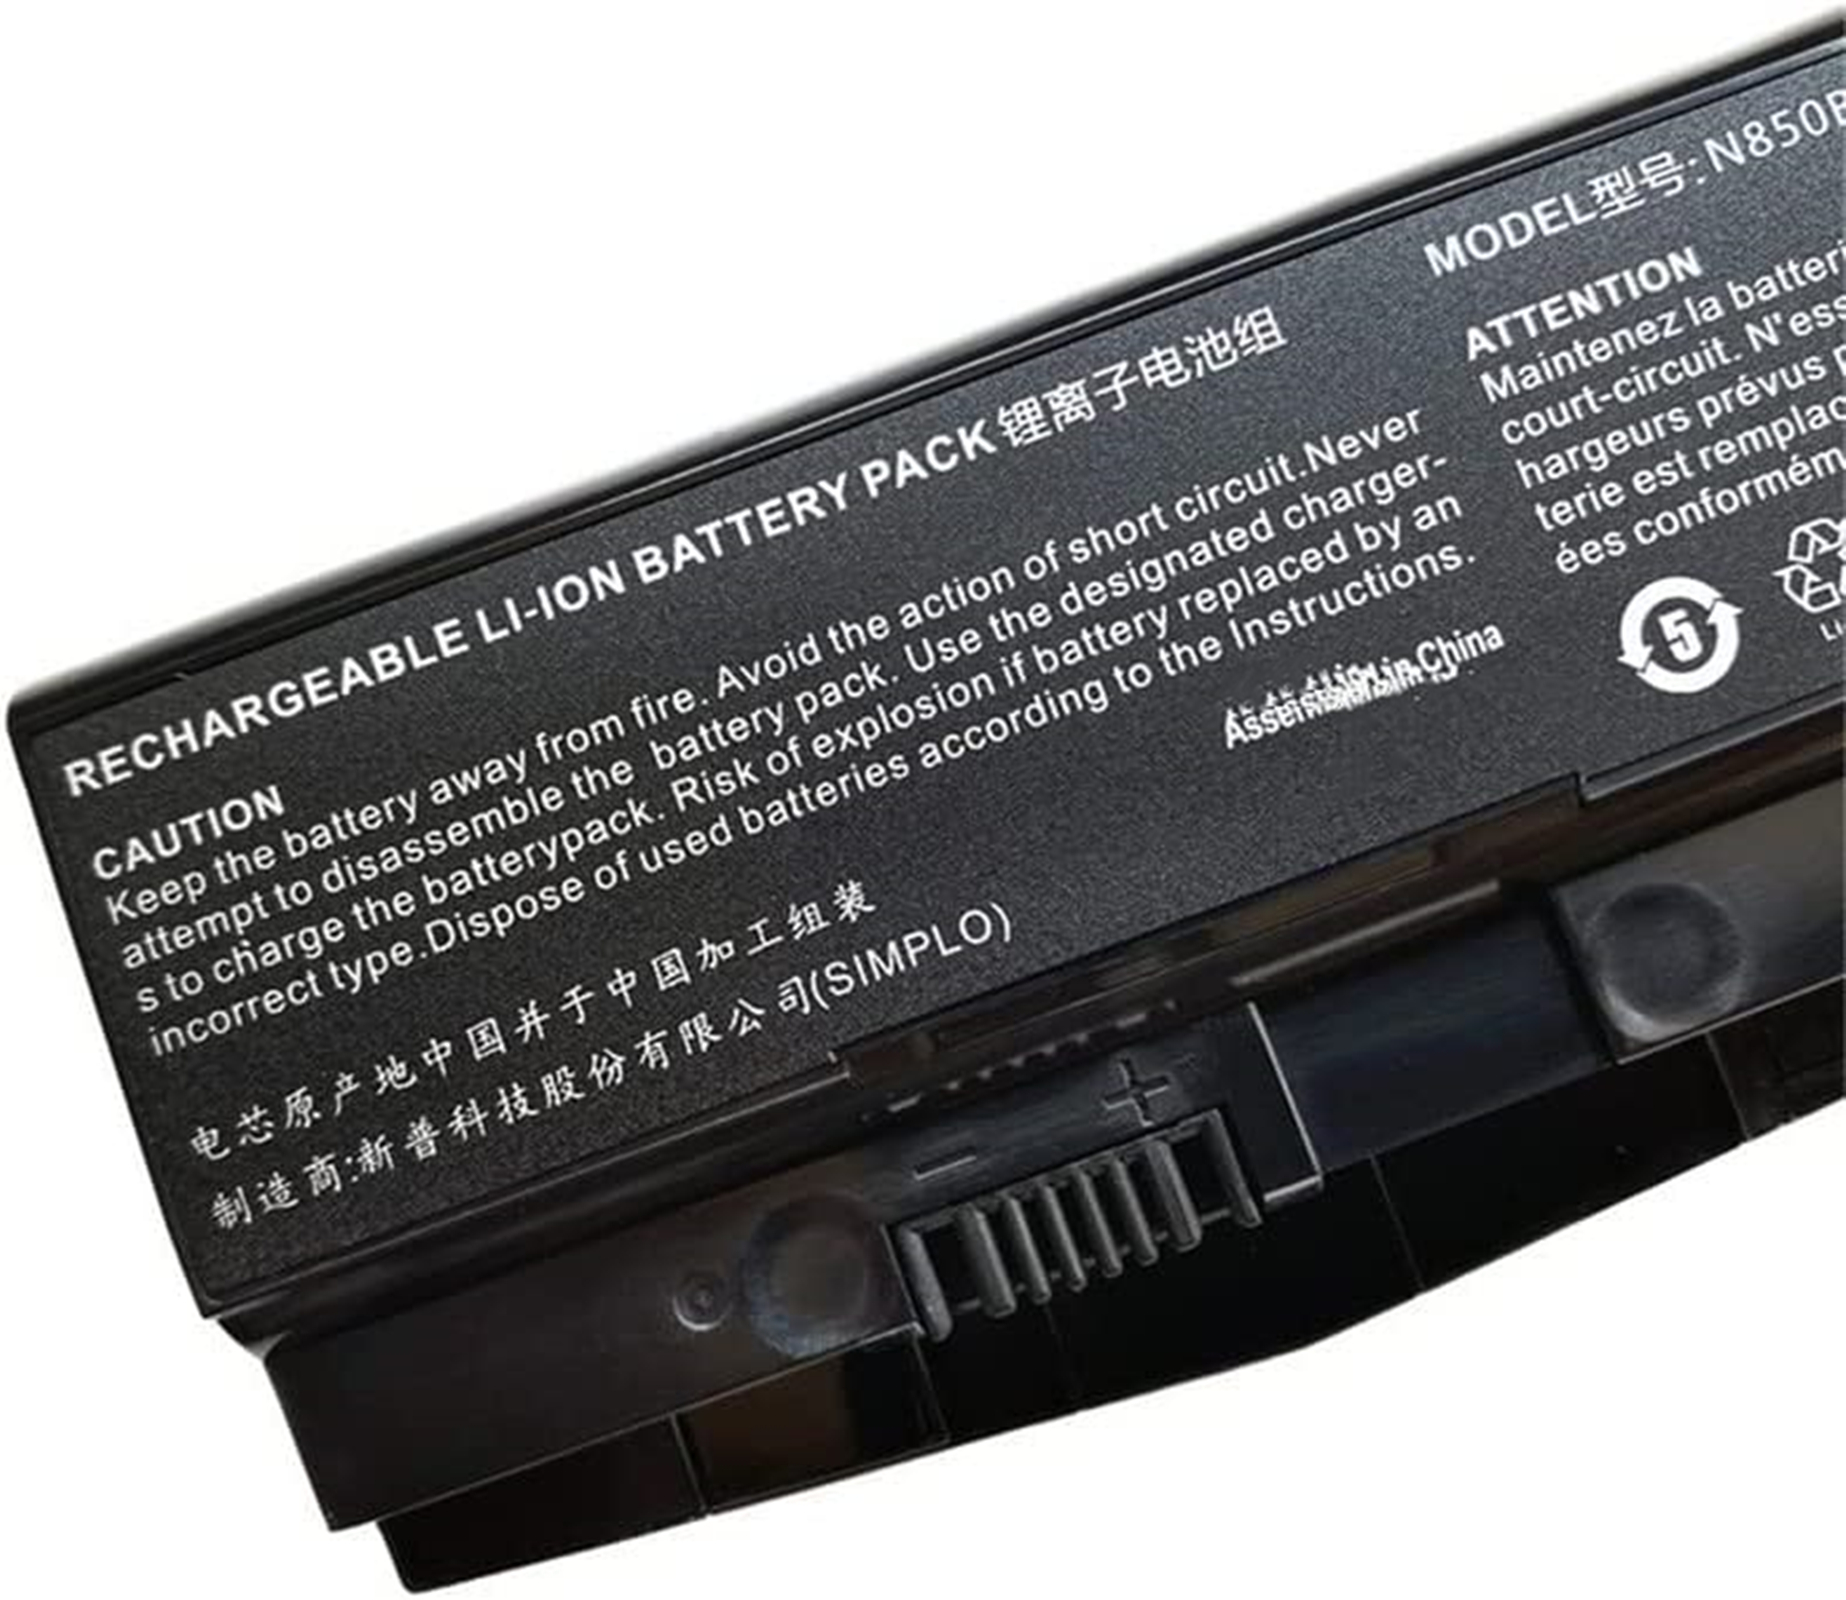 RECHARGEABLE LI-ION BATTERY PACK 锂离子电池组
CAUTION
Keep the battery away from fire. Avoid the action of short circuit.Never
attempt to disassemble the battery pack. Use the designated charger-
s to charge the batterypack. Risk of explosion if battery replaced by an
incorrect type.Dispose of used batteries according to the Instructions.
in China
电芯原产地中国并于中国加工组装
制造商:新普科技股份有限公司(SIMPLO)
MODEL型号: N850B
ATTENTION
Maintenez la batteri
court-circuit. N'ess
hargeurs prévus p
terie est remplac
ées conformém
5
+
−